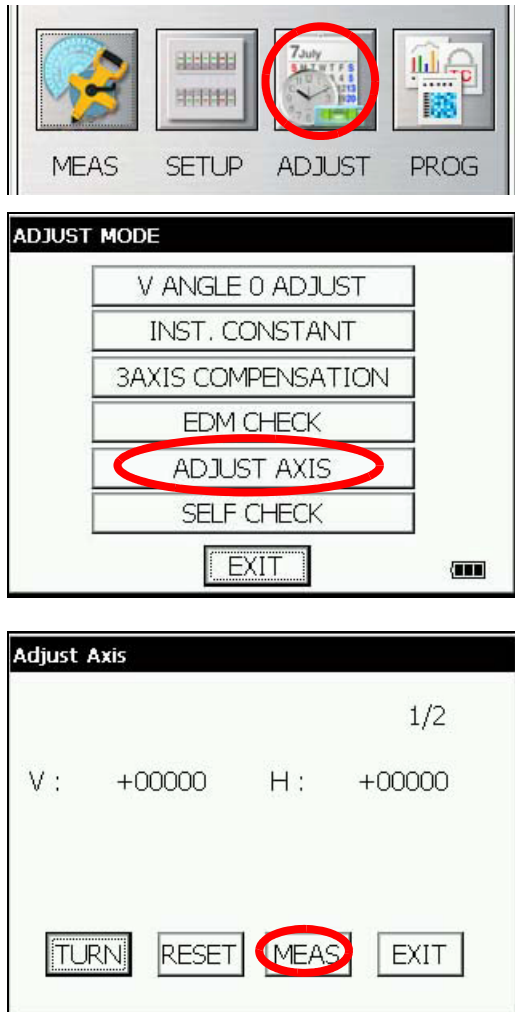 7July
S M T W T F S
MEAS SETUP ADJUST PROG
ADJUST MODE
V ANGLE 0 ADJUST
INST. CONSTANT
3AXIS COMPENSATION
EDM CHECK
ADJUST AXIS
SELF CHECK
EXIT
Adjust Axis
1/2
V : +00000 H : +00000
TURN RESET MEAS EXIT